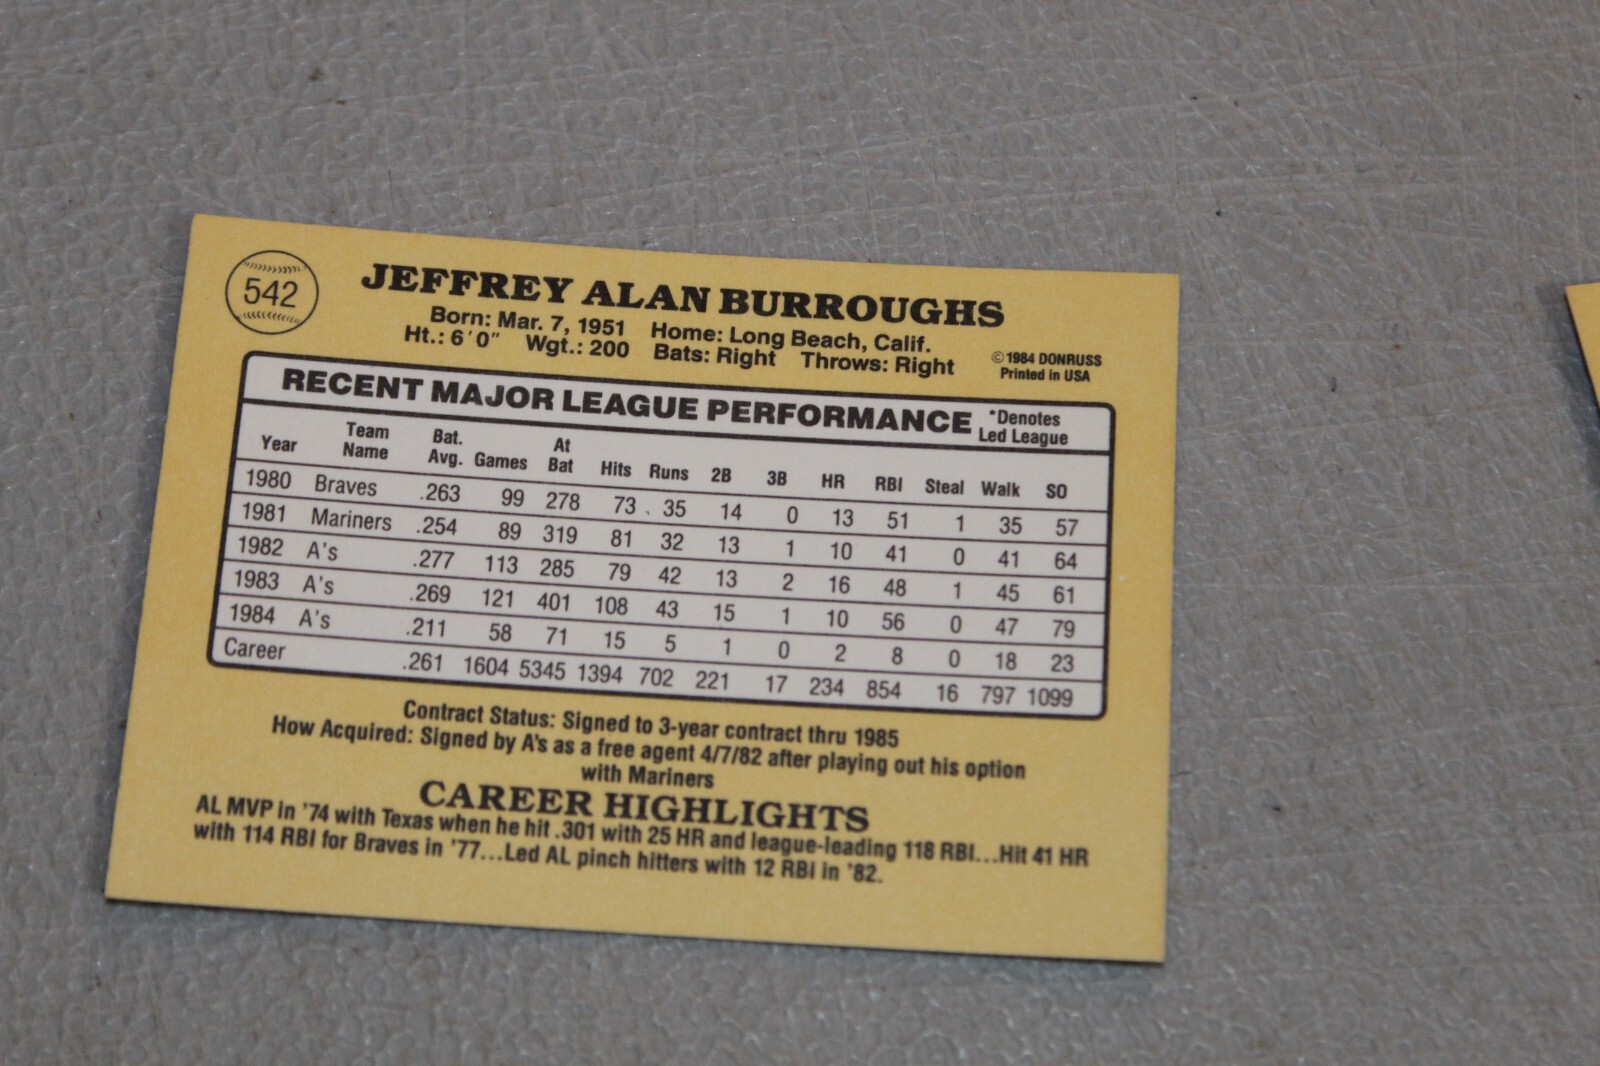 542
JEFFREY ALAN BURROUGHS
Born: Mar. 7, 1951 Home: Long Beach, Calif.
Ht.: 6'0" Wgt.: 200 Bats: Right Throws: Right
©1984 DONRUSS
Printed in USA
RECENT MAJOR LEAGUE PERFORMANCE
*Denotes
Led League
Year Team Name Bat. Avg. Games At Bat Hits Runs 2B 3B HR RBI Steal Walk SO
1980 Braves .263 99 278 73 35 14 0 13 51 1 35 57
1981 Mariners .254 89 319 81 32 13 1 10 41 0 41 64
1982 A's .277 113 285 79 42 13 2 16 48 1 45 61
1983 A's .269 121 401 108 43 15 1 10 56 0 47 79
1984 A's .211 58 71 15 5 1 0 2 8 0 18 23
Career .261 1604 5345 1394 702 221 17 234 854 16 797 1099
Contract Status: Signed to 3-year contract thru 1985
How Acquired: Signed by A's as a free agent 4/7/82 after playing out his option
with Mariners
CAREER HIGHLIGHTS
AL MVP in '74 with Texas when he hit .301 with 25 HR and league-leading 118 RBI...Hit 41 HR
with 114 RBI for Braves in '77...Led AL pinch hitters with 12 RBI in '82.